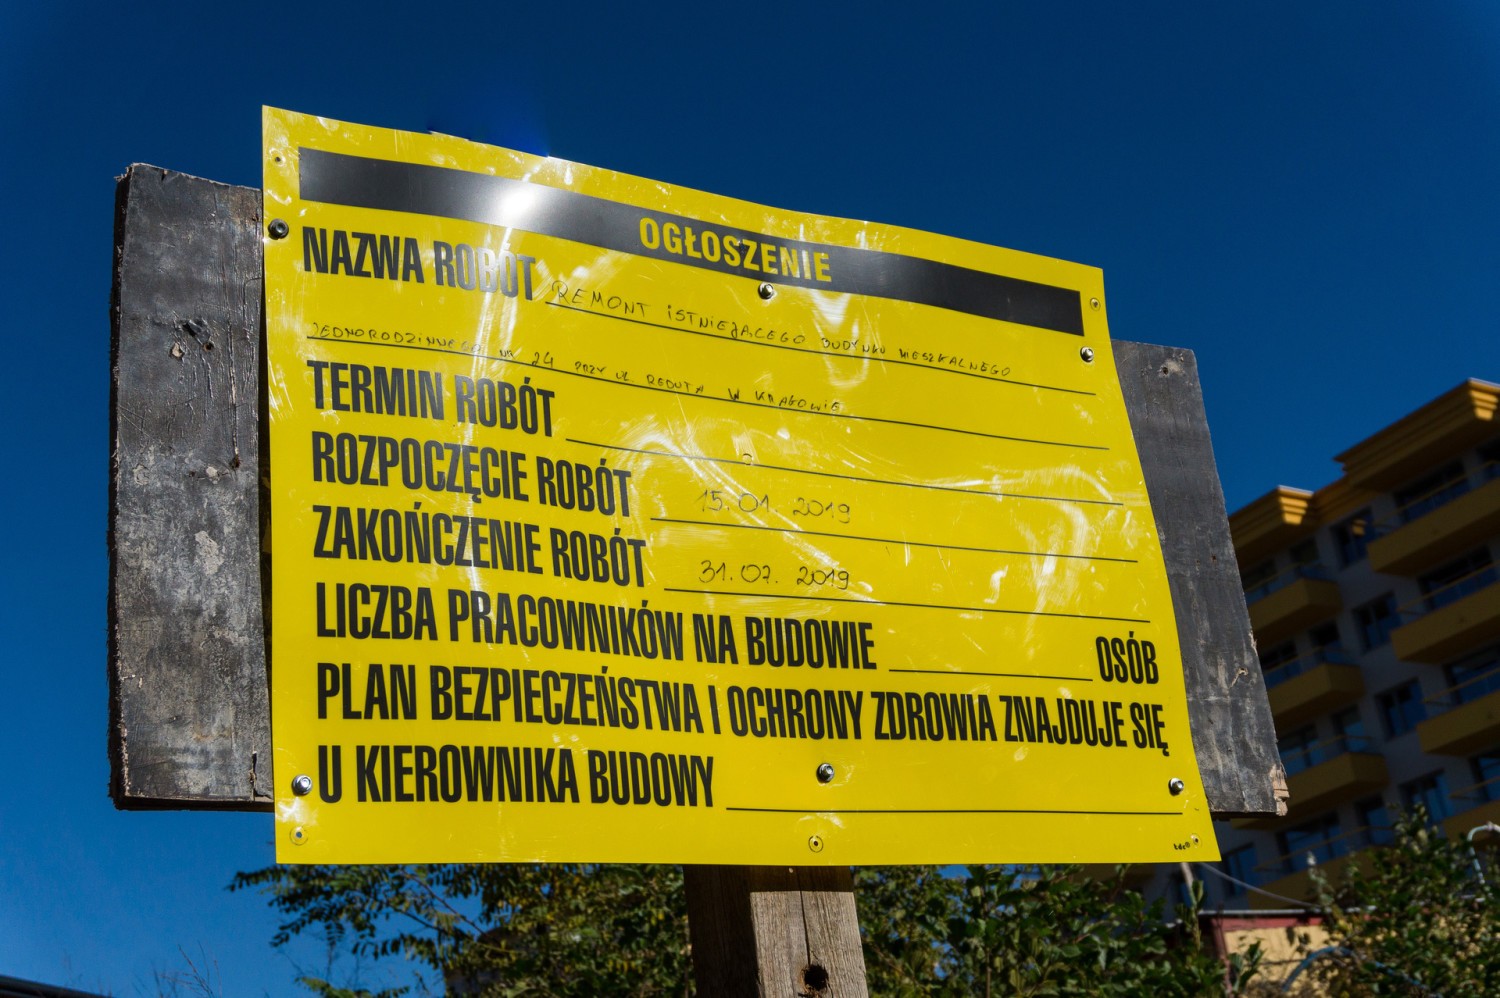 OGŁOSZENIE
NAZWA ROBÓT REMONT ISTNIEJĄCEGO BUDYNKU MIESZKALNEGO
JEDNORODZINNEGO NR 24 PRZY UL. REDUTA W KRAKOWIE
TERMIN ROBÓT
ROZPOCZĘCIE ROBÓT 15.01.2019
ZAKOŃCZENIE ROBÓT 31.07.2019
LICZBA PRACOWNIKÓW NA BUDOWIE OSÓB
PLAN BEZPIECZEŃSTWA I OCHRONY ZDROWIA ZNAJDUJE SIĘ
U KIEROWNIKA BUDOWY